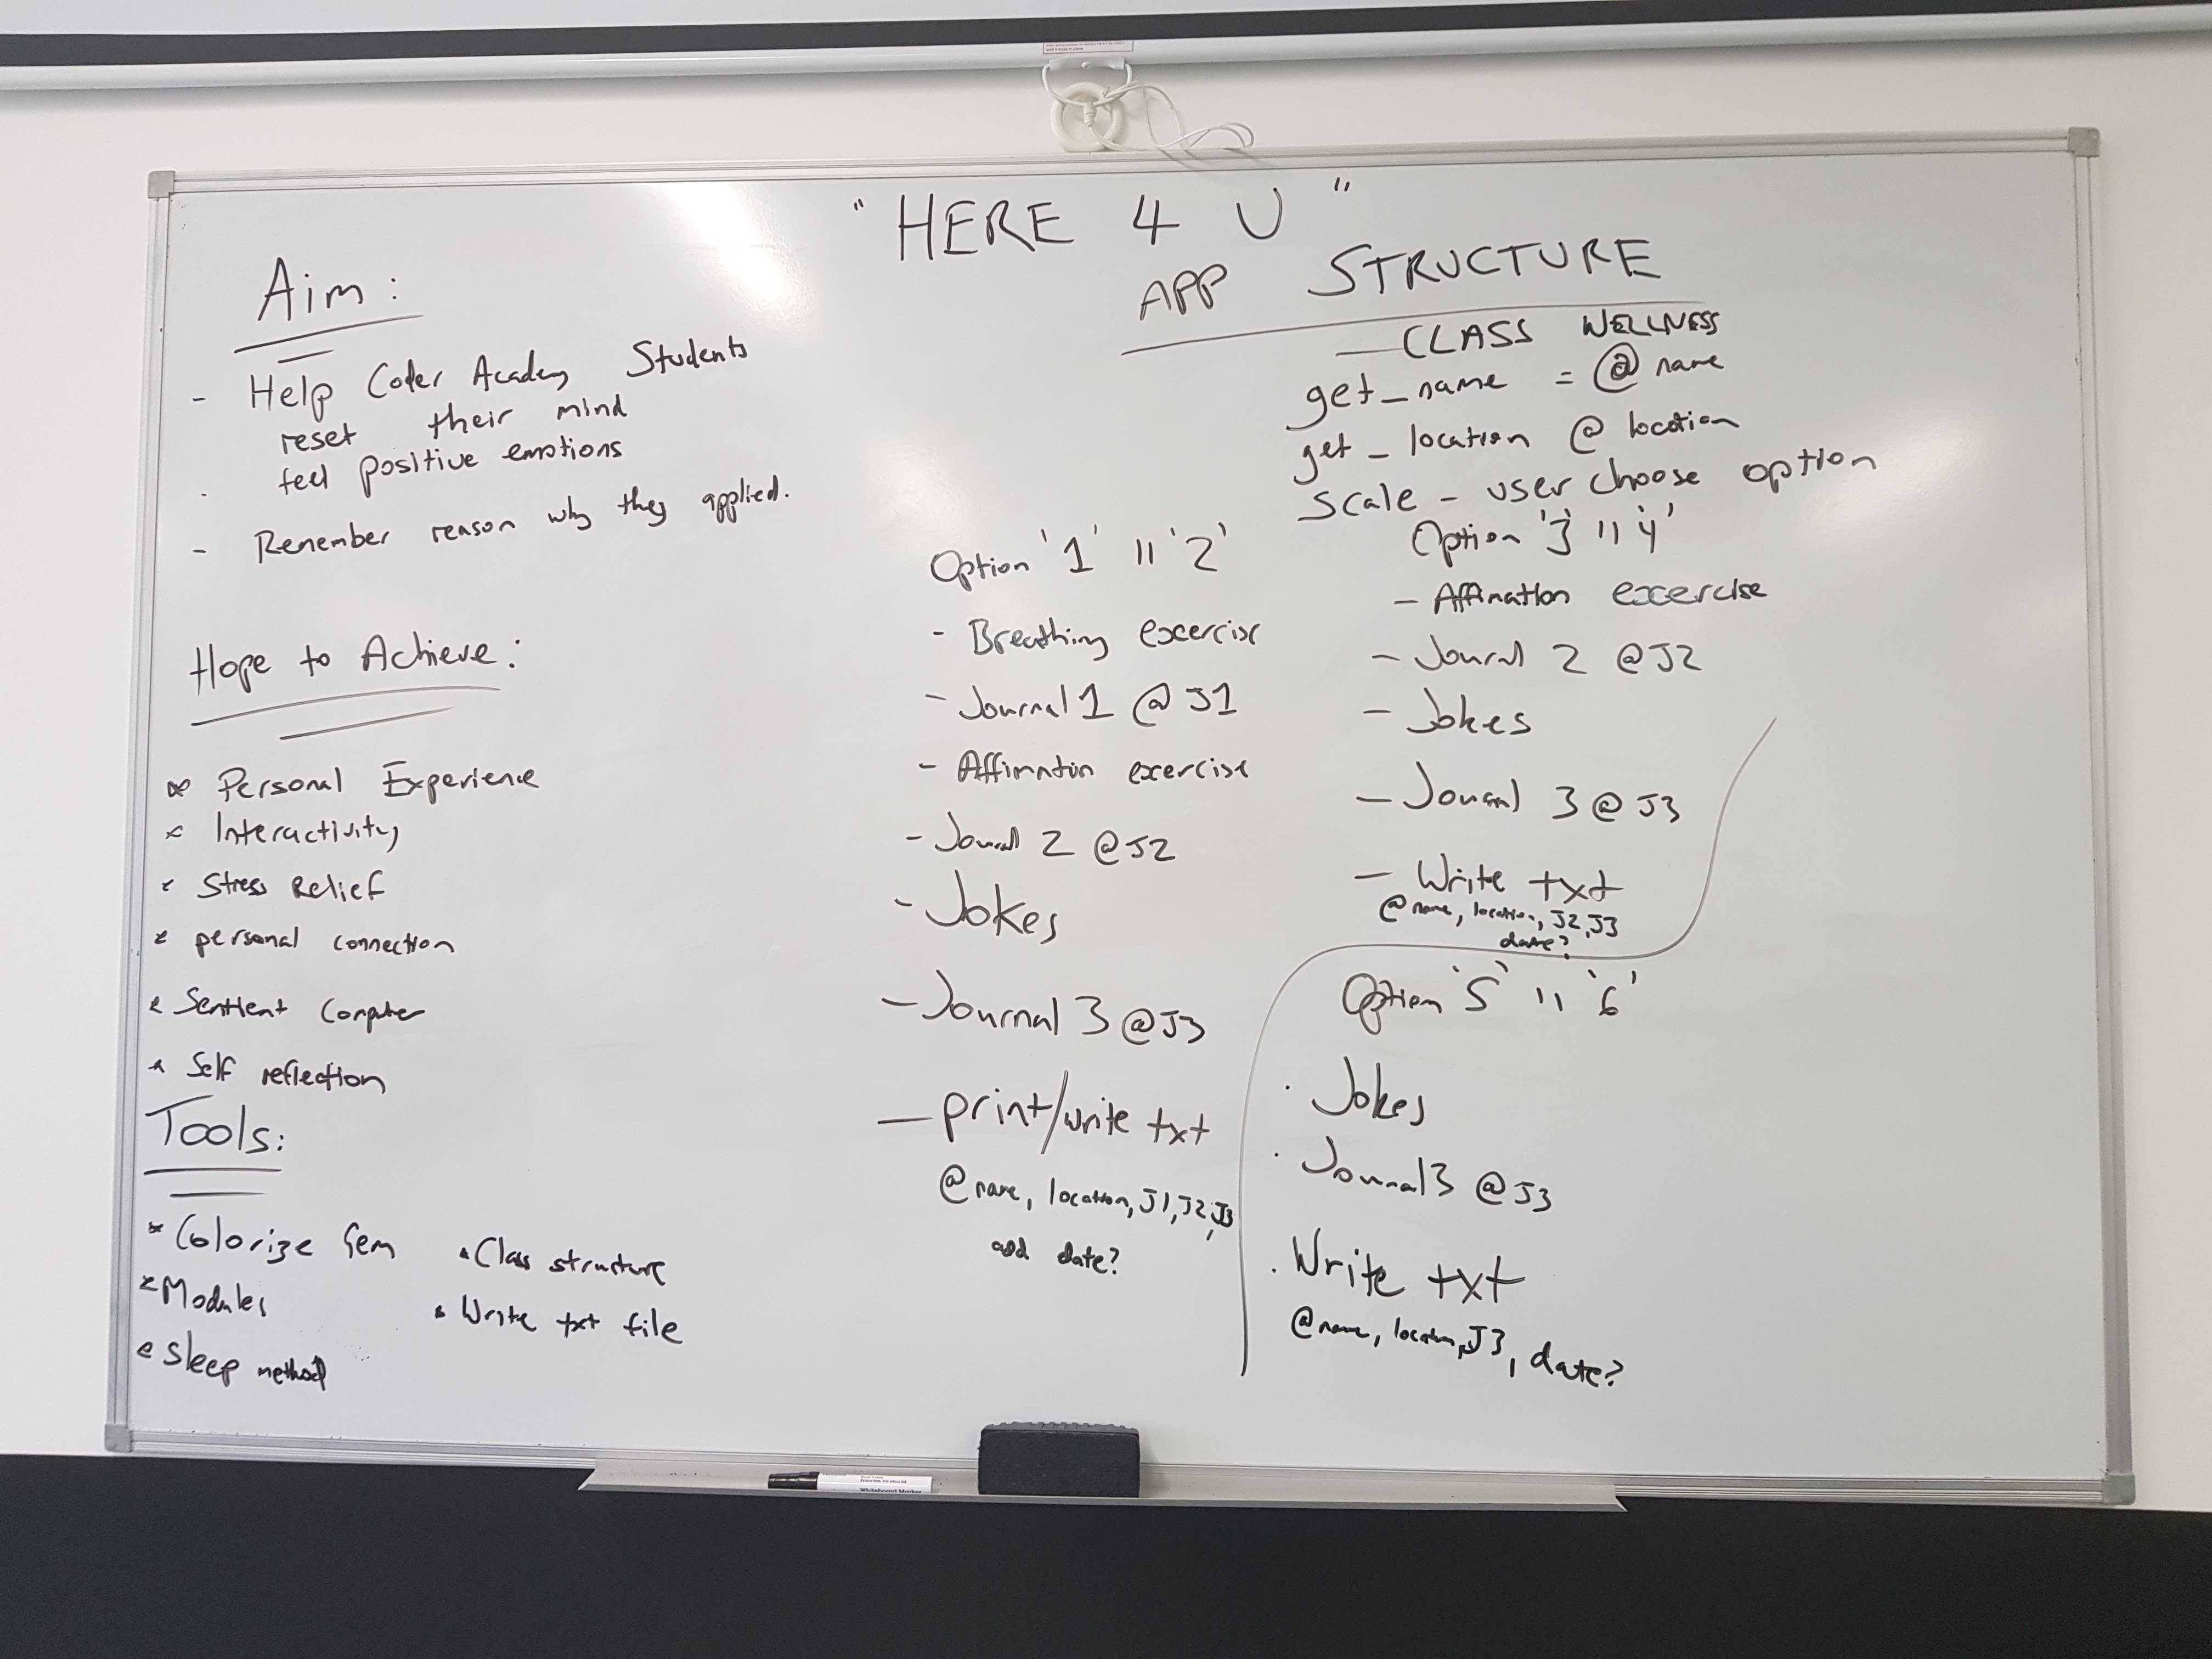 " HERE 4 U "
Aim :
- Help Coder Academy Students
reset their mind
. feel positive emotions
- Remember reason why they applied.
Hope to Achieve :
* Personal Experience
* Interactivity
* Stress Relief
* personal connection
* Sentient Computer
* Self reflection
Tools :
* Colorize Gem
* Modules
* Sleep method
* Class structure
* Write txt file
APP STRUCTURE
— CLASS WELLNESS
get_name = @ name
get_location @ location
Scale - user choose option
Option '1' || '2'
- Breathing excercise
- Journal 1 @ J1
- Affirmation excercise
- Journal 2 @J2
- Jokes
- Journal 3 @J3
- print/write txt
@ name, location, J1, J2, J3
add date?
Option '3' || '4'
- Affirmation excercise
- Journal 2 @J2
- Jokes
- Journal 3 @ J3
- Write txt
@ name, location, J2, J3
date?
Option '5' || '6'
. Jokes
. Journal 3 @ J3
. Write txt
@name, location, J3, date?
Whiteboard Marker